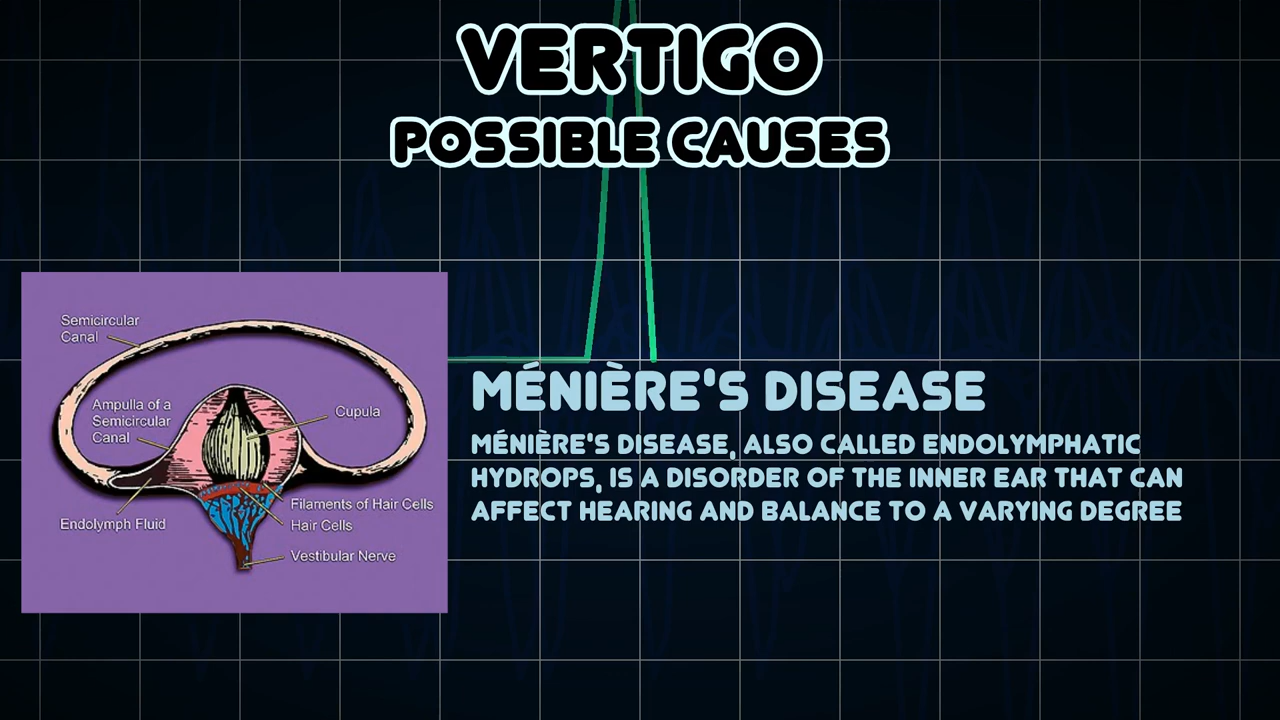 VERTIGO
POSSIBLE CAUSES
Semicircular
Canal
Ampulla of a
Semicircular
Canal
Cupula
Endolymph Fluid
Filaments of Hair Cells
Hair Cells
Vestibular Nerve
MÉNIÈRE'S DISEASE
MÉNIÈRE'S DISEASE, ALSO CALLED ENDOLYMPHATIC
HYDROPS, IS A DISORDER OF THE INNER EAR THAT CAN
AFFECT HEARING AND BALANCE TO A VARYING DEGREE